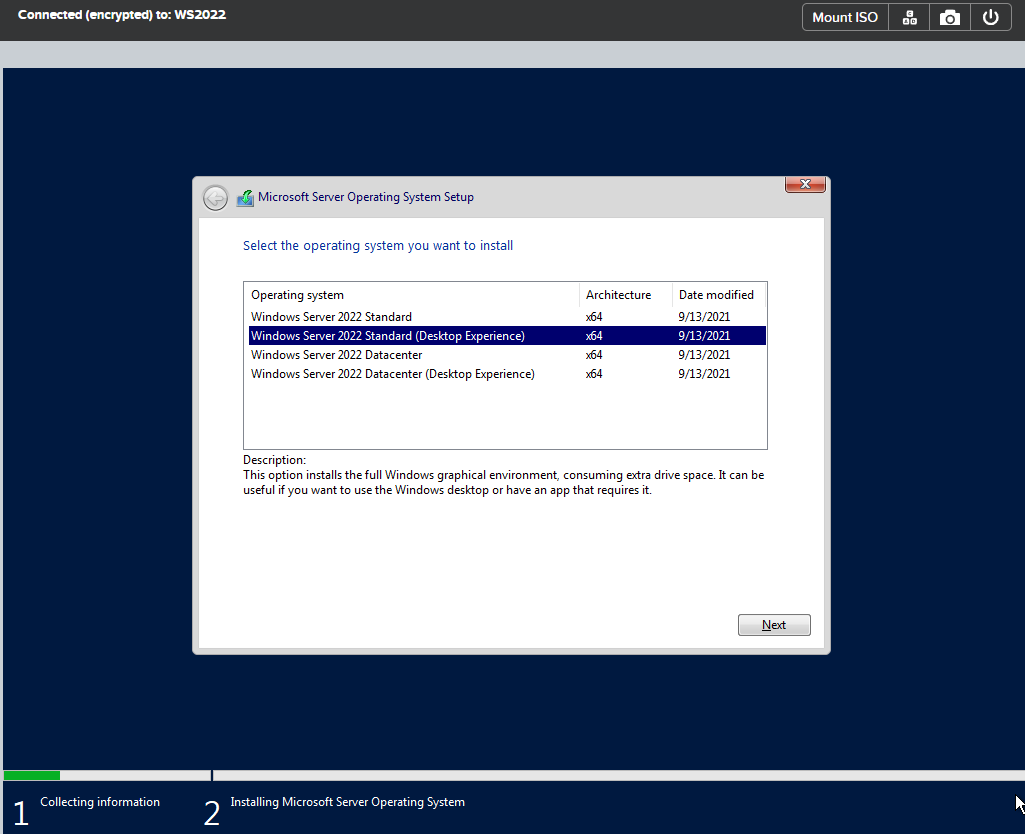 Connected (encrypted) to: WS2022
Mount ISO
Microsoft Server Operating System Setup
Select the operating system you want to install
Operating system Architecture Date modified
Windows Server 2022 Standard x64 9/13/2021
Windows Server 2022 Standard (Desktop Experience) x64 9/13/2021
Windows Server 2022 Datacenter x64 9/13/2021
Windows Server 2022 Datacenter (Desktop Experience) x64 9/13/2021
Description:
This option installs the full Windows graphical environment, consuming extra drive space. It can be
useful if you want to use the Windows desktop or have an app that requires it.
Next
1 Collecting information 2 Installing Microsoft Server Operating System